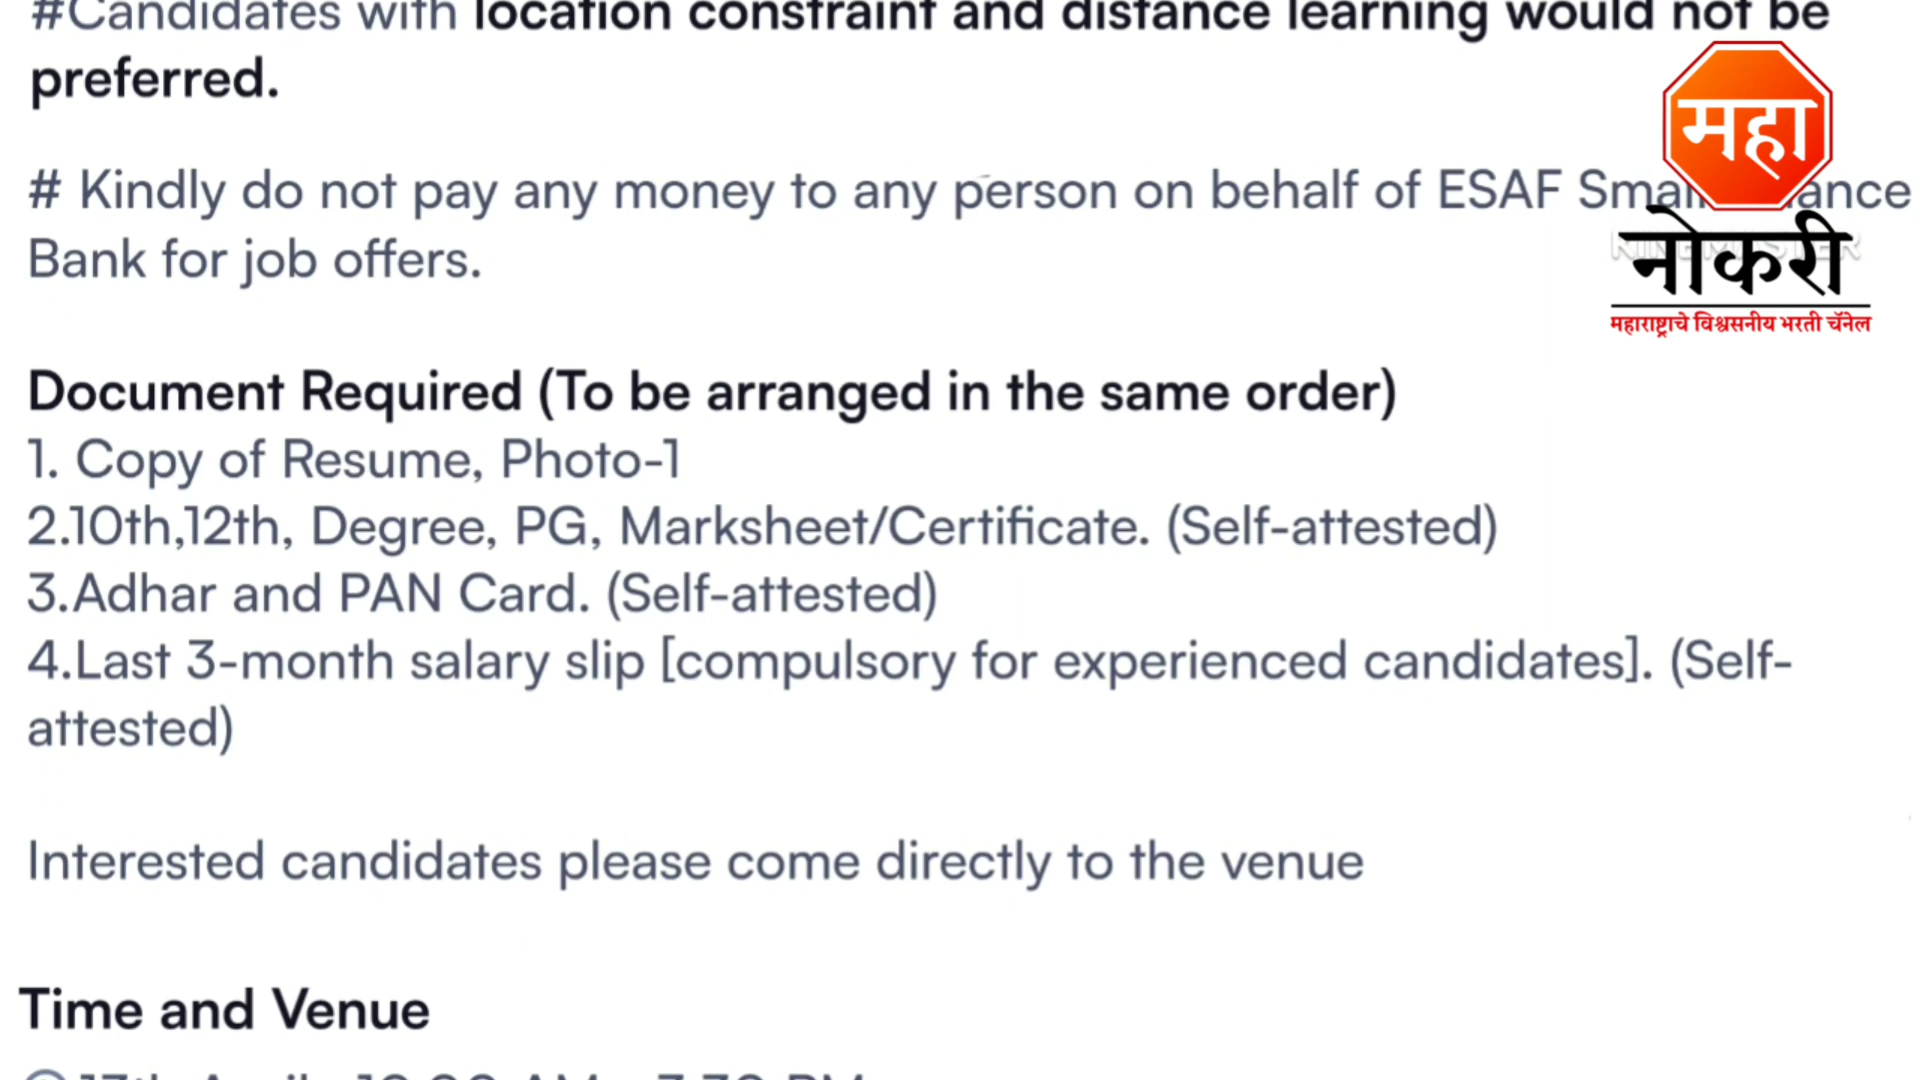 #Candidates with location constraint and distance learning would not be
preferred.
महा
# Kindly do not pay any money to any person on behalf of ESAF
Bank for job offers.
नोकरी
महाराष्ट्राचे विश्वसनीय भरती चॅनेल
Document Required (To be arranged in the same order)
1. Copy of Resume, Photo-1
2.10th,12th, Degree, PG, Marksheet/Certificate. (Self-attested)
3.Adhar and PAN Card. (Self-attested)
4.Last 3-month salary slip [compulsory for experienced candidates]. (Self-
attested)
Interested candidates please come directly to the venue
Time and Venue